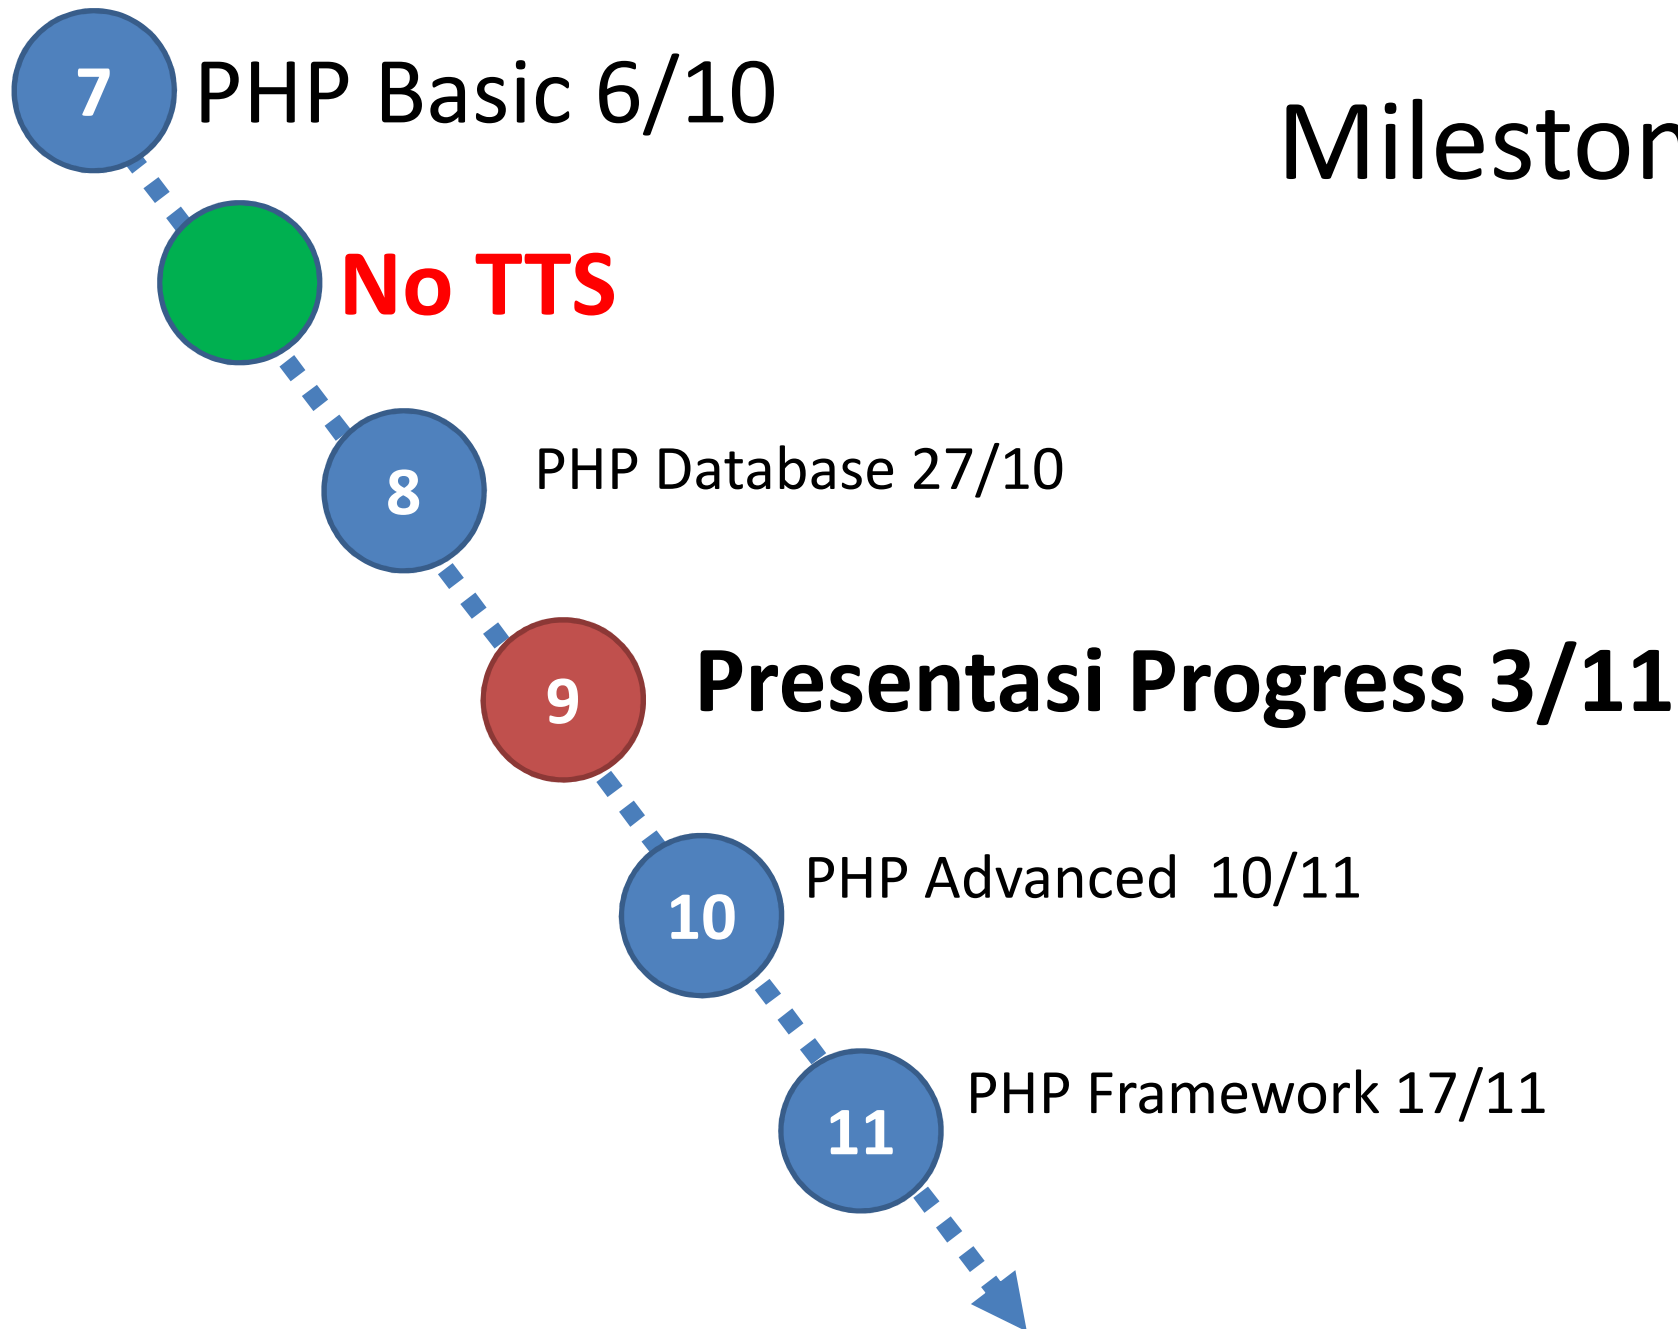 7 PHP Basic 6/10
Mileston
No TTS
8 PHP Database 27/10
9 Presentasi Progress 3/11
10 PHP Advanced  10/11
11 PHP Framework 17/11